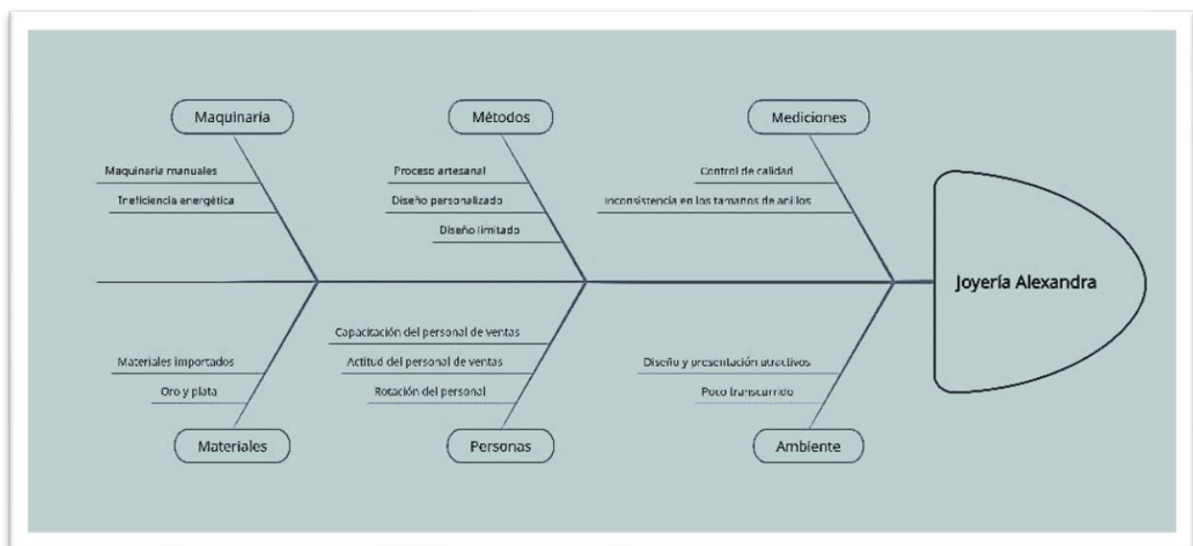 Maquinaria
Métodos
Mediciones
Maquinaria manuales
Ineficiencia energética
Proceso artesanal
Diseño personalizado
Diseño limitado
Control de calidad
Inconsistencia en los tamanos de anillos
Joyería Alexandra
Materiales importados
Oro y plata
Capacitación del personal de ventas
Actitud del personal de ventas
Rotación del personal
Diseño y presentación atractivos
Poco transcurrido
Materiales
Personas
Ambiente